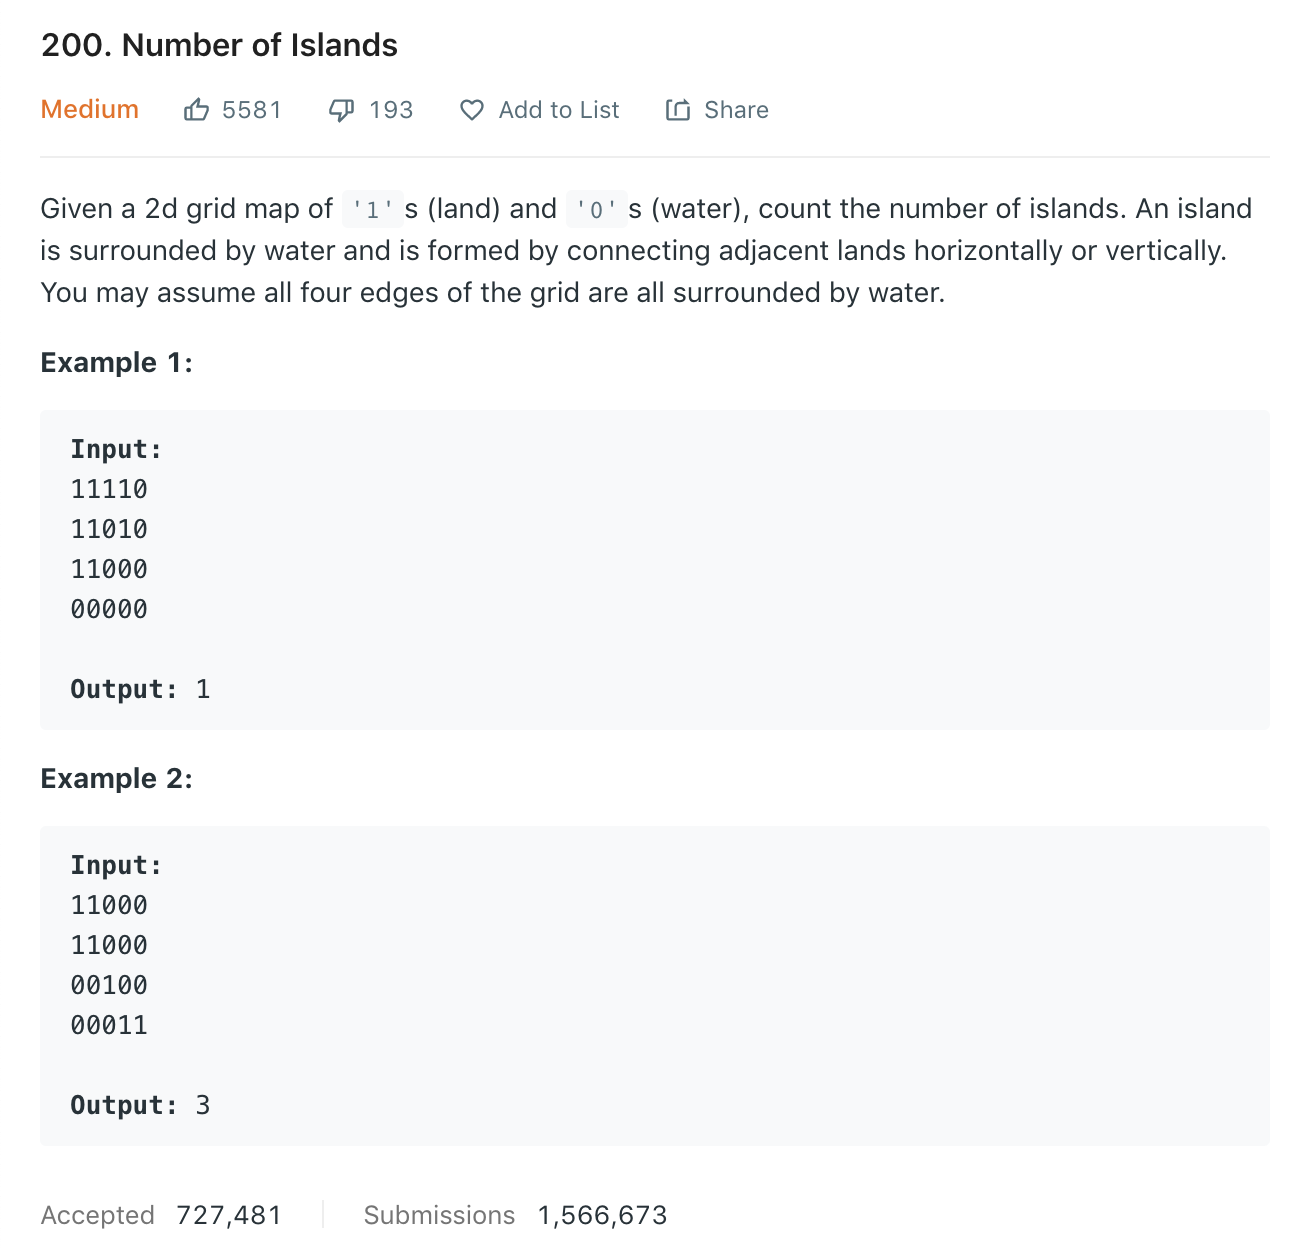 200. Number of Islands
Medium 5581 193 Add to List Share
Given a 2d grid map of '1's (land) and '0's (water), count the number of islands. An island
is surrounded by water and is formed by connecting adjacent lands horizontally or vertically.
You may assume all four edges of the grid are all surrounded by water.
Example 1:
Input:
11110
11010
11000
00000
Output: 1
Example 2:
Input:
11000
11000
00100
00011
Output: 3
Accepted 727,481 Submissions 1,566,673